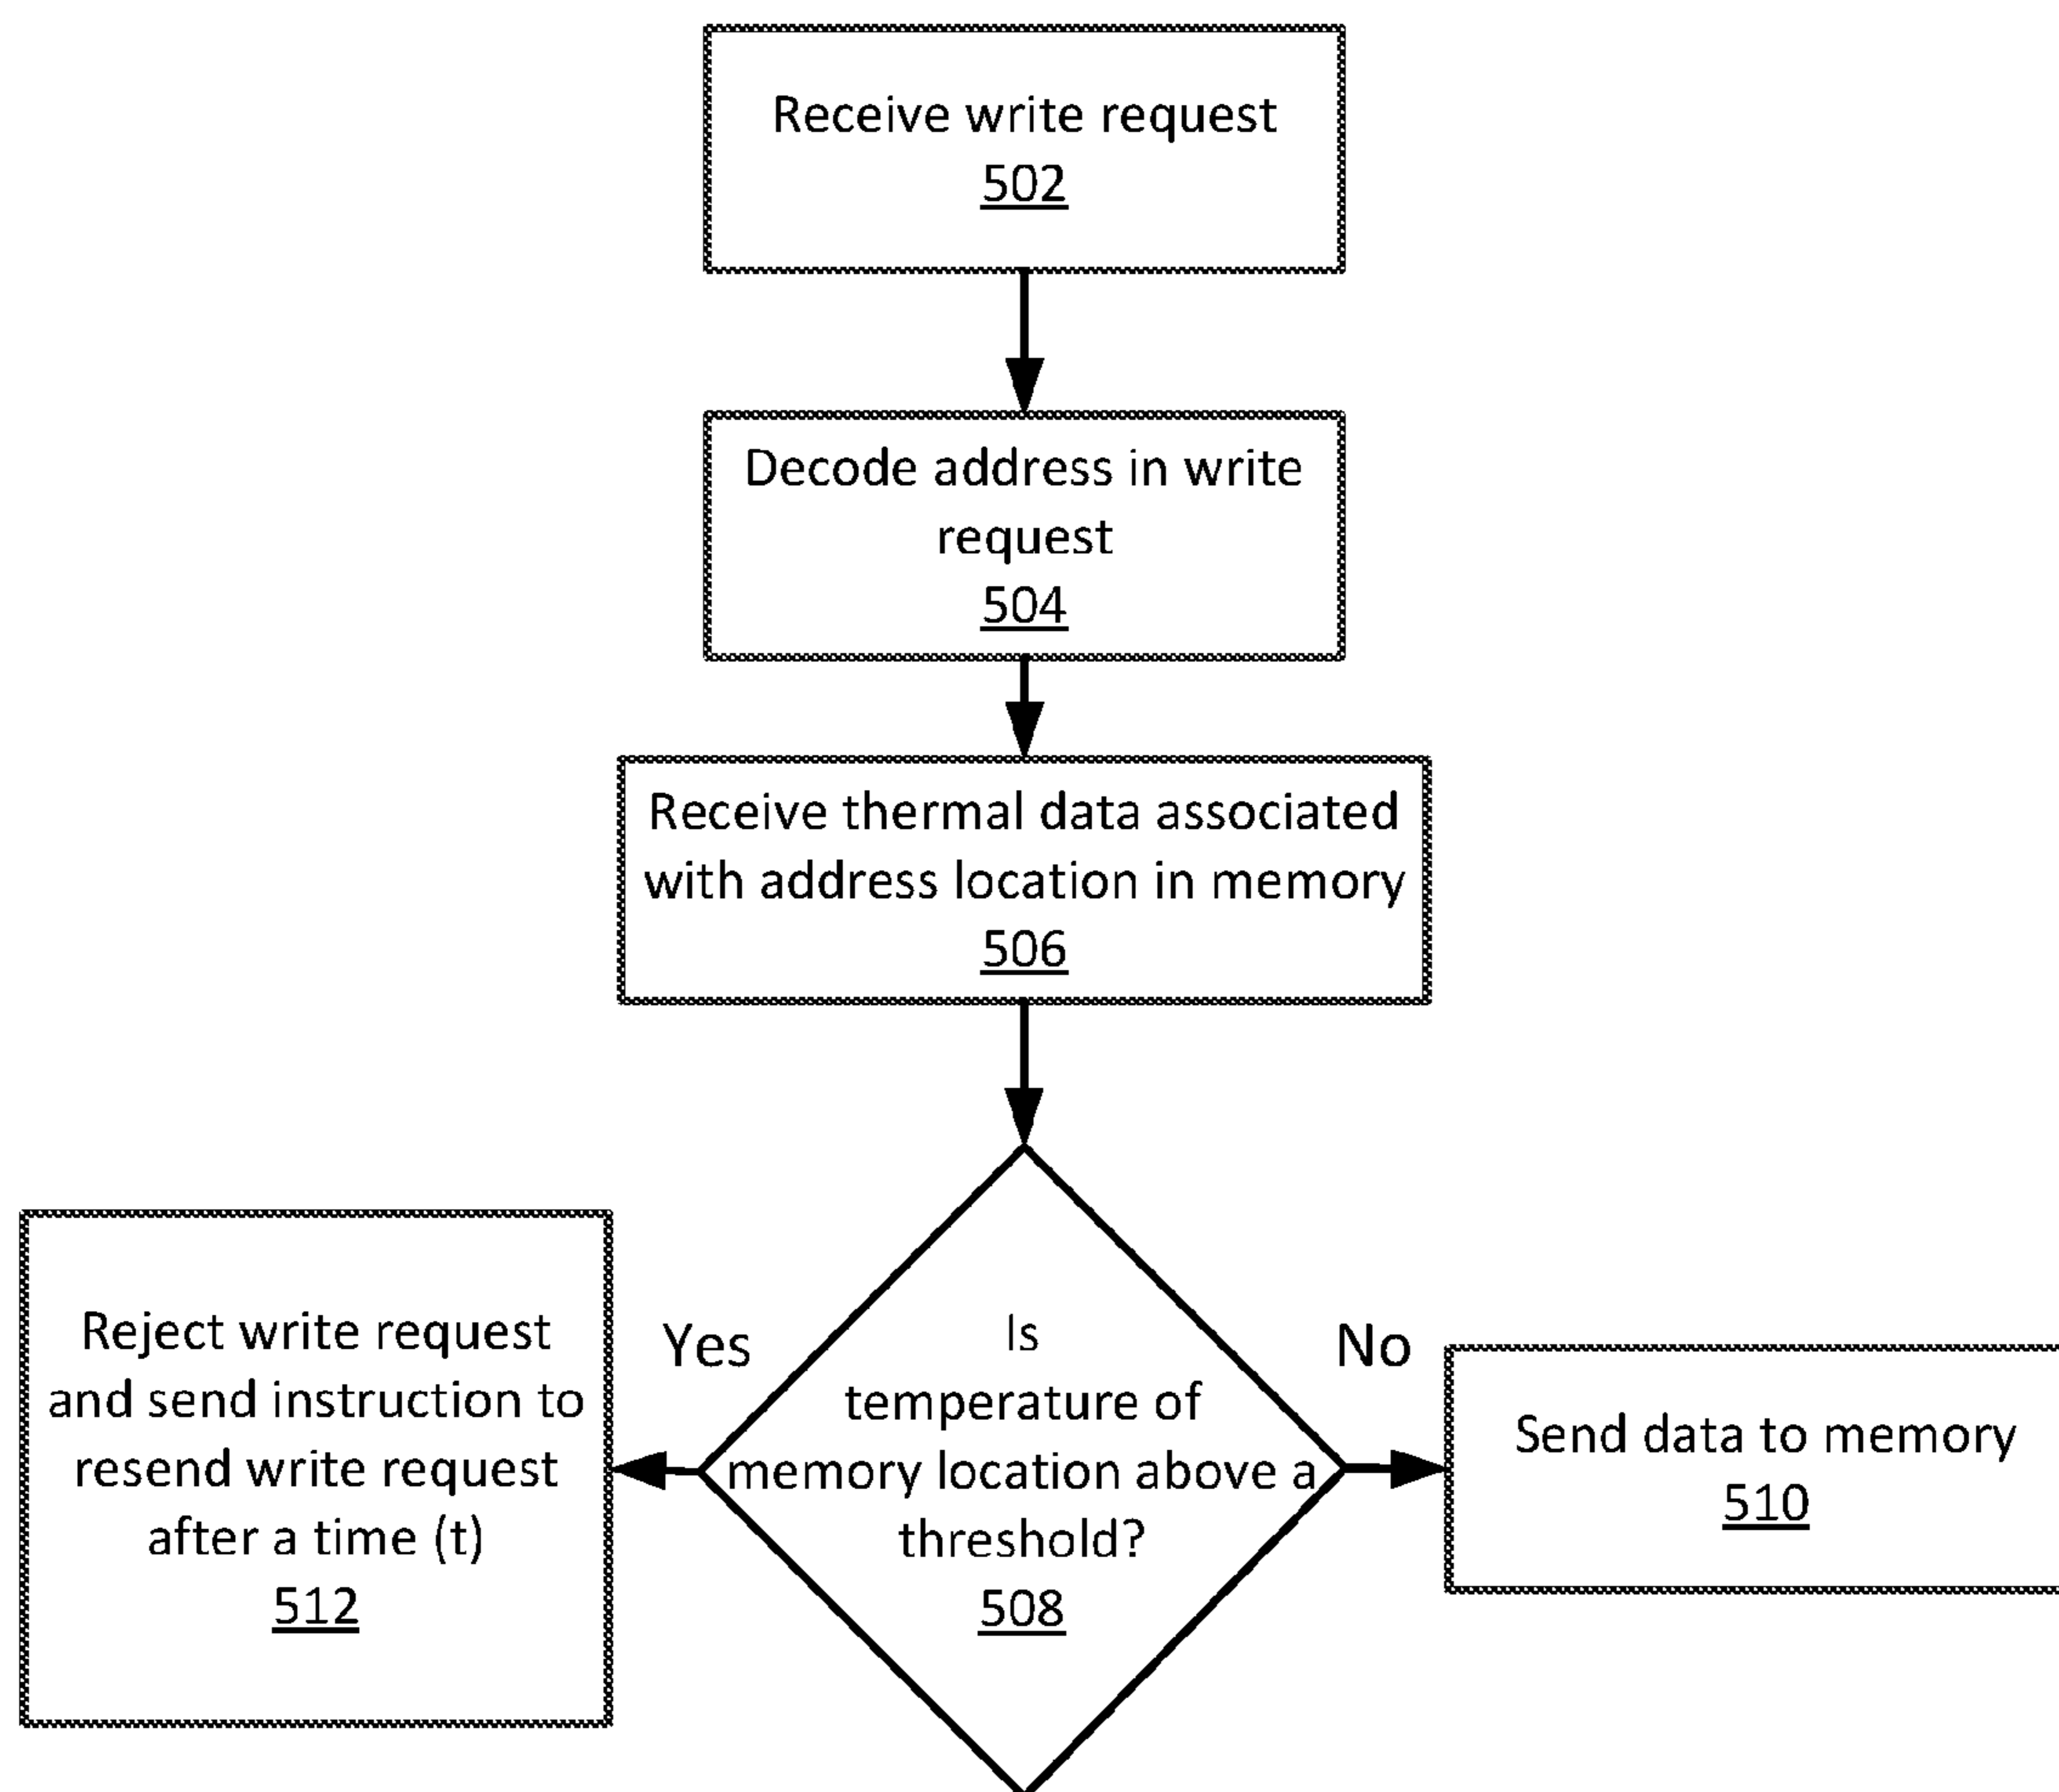 Receive write request
502
Decode address in write
request
504
Receive thermal data associated
with address location in memory
506
Reject write request
and send instruction to
resend write request
after a time (t)
512
Yes
Is
temperature of
memory location above a
threshold?
508
No
Send data to memory
510